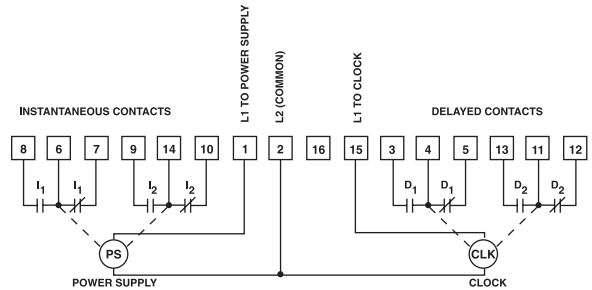 L1 TO POWER SUPPLY
L2 (COMMON)
L1 TO CLOCK
INSTANTANEOUS CONTACTS
DELAYED CONTACTS
8 6 7 9 14 10 1 2 16 15 3 4 5 13 11 12
I1 I1 I2 I2 D1 D1 D2 D2
PS CLK
POWER SUPPLY CLOCK